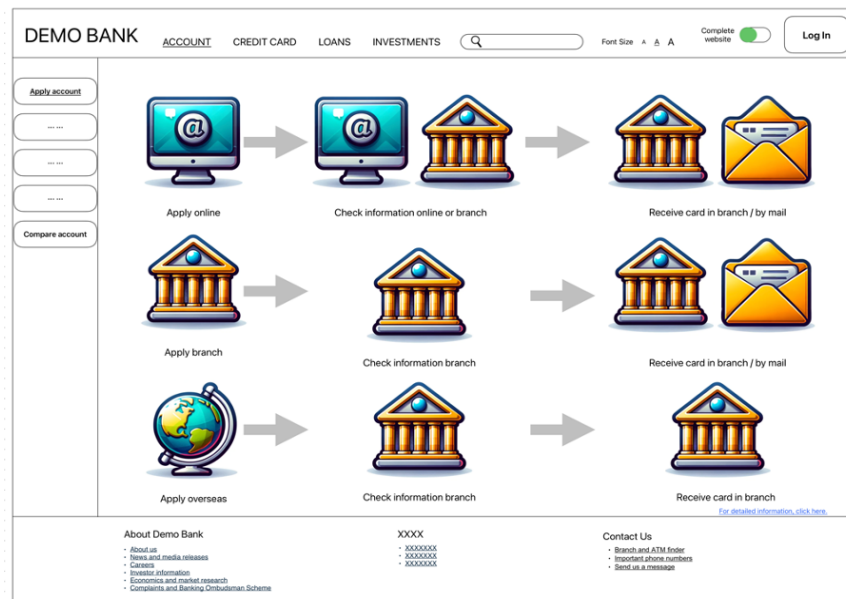 DEMO BANK
ACCOUNT
CREDIT CARD
LOANS
INVESTMENTS
Font Size A A A
Complete
website
Log In
Apply account
... ...
... ...
... ...
Compare account
@
@
Apply online
Check information online or branch
Receive card in branch / by mail
Apply branch
Check information branch
Receive card in branch / by mail
Apply overseas
Check information branch
Receive card in branch
For detailed information, click here.
About Demo Bank
• About us
• News and media releases
• Careers
• Investor information
• Economics and market research
• Complaints and Banking Ombudsman Scheme
XXXX
• XXXXXXX
• XXXXXXX
• XXXXXXX
Contact Us
• Branch and ATM finder
• Important phone numbers
• Send us a message